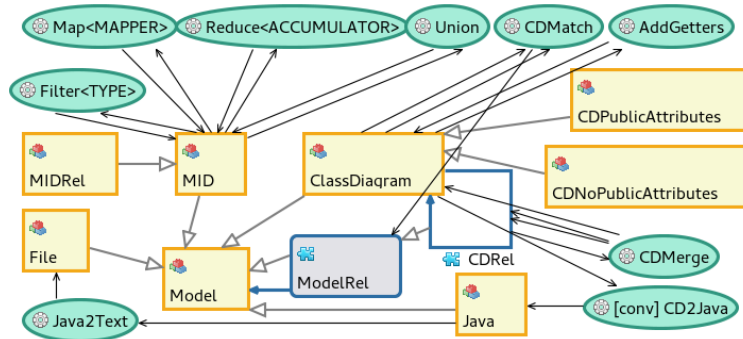 Map<MAPPER>
Reduce<ACCUMULATOR>
Union
CDMatch
AddGetters
Filter<TYPE>
CDPublicAttributes
MIDRel
MID
ClassDiagram
CDNoPublicAttributes
File
Model
ModelRel
CDRel
CDMerge
Java2Text
Java
[conv] CD2Java